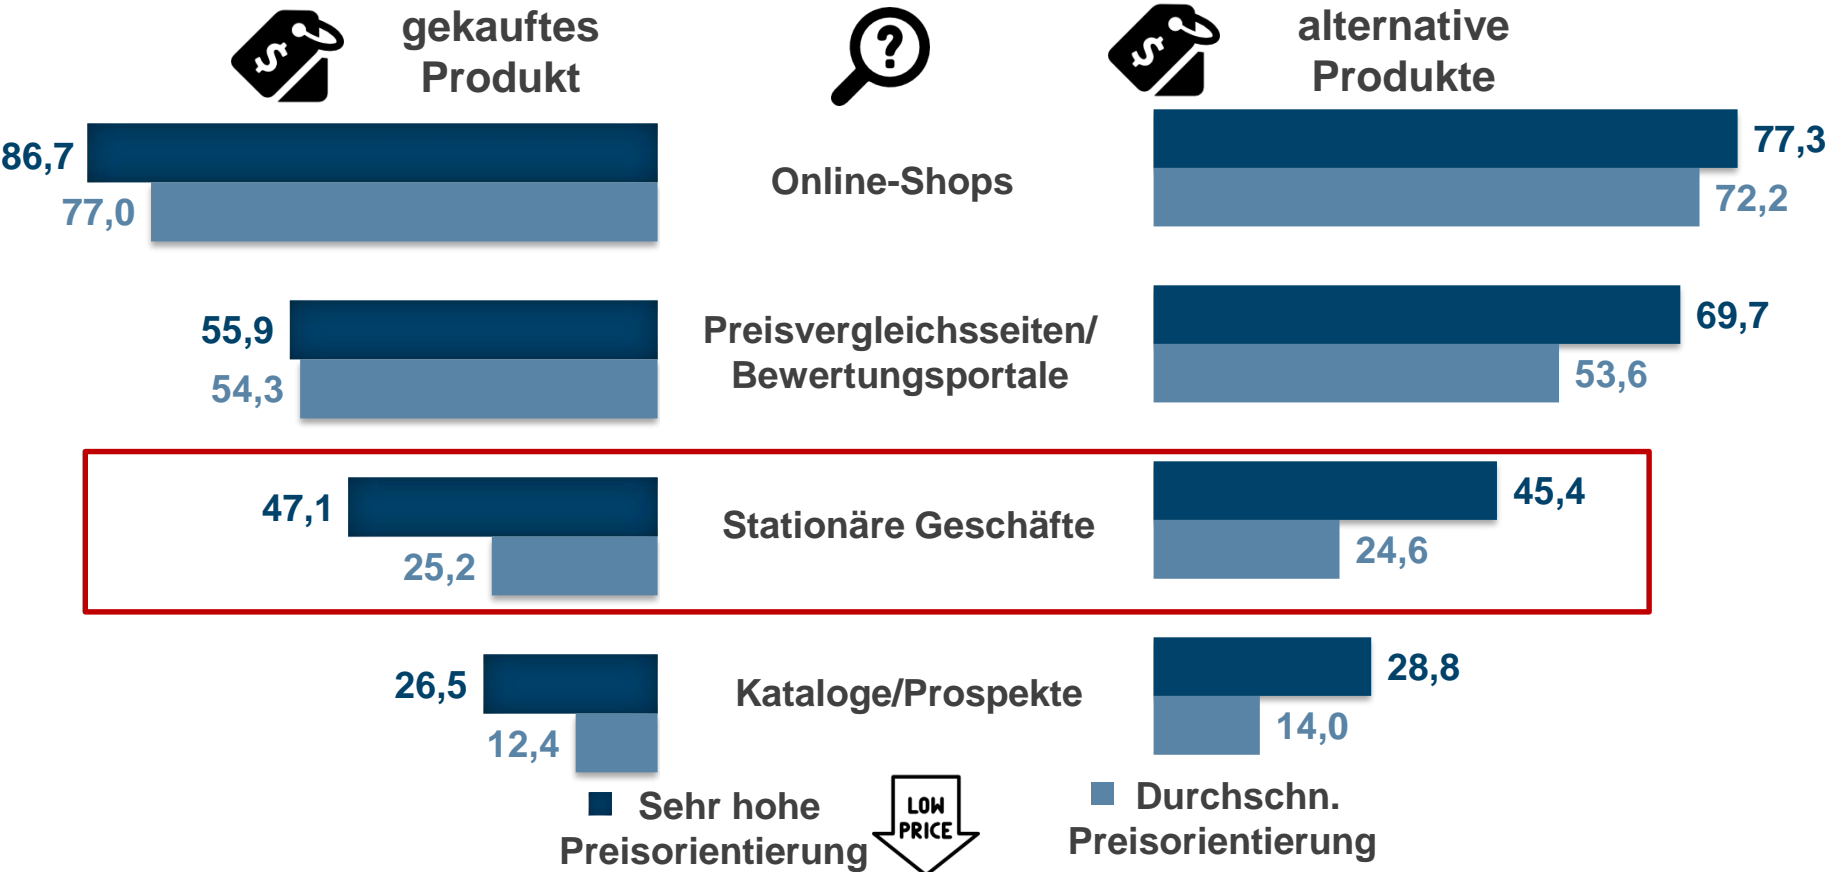 gekauftes
Produkt
$
?
$
alternative
Produkte
86,7
77,0
Online-Shops
77,3
72,2
55,9
54,3
Preisvergleichsseiten/
Bewertungsportale
69,7
53,6
47,1
25,2
Stationäre Geschäfte
45,4
24,6
26,5
12,4
Kataloge/Prospekte
28,8
14,0
Sehr hohe
Preisorientierung
LOW
PRICE
Durchschn.
Preisorientierung